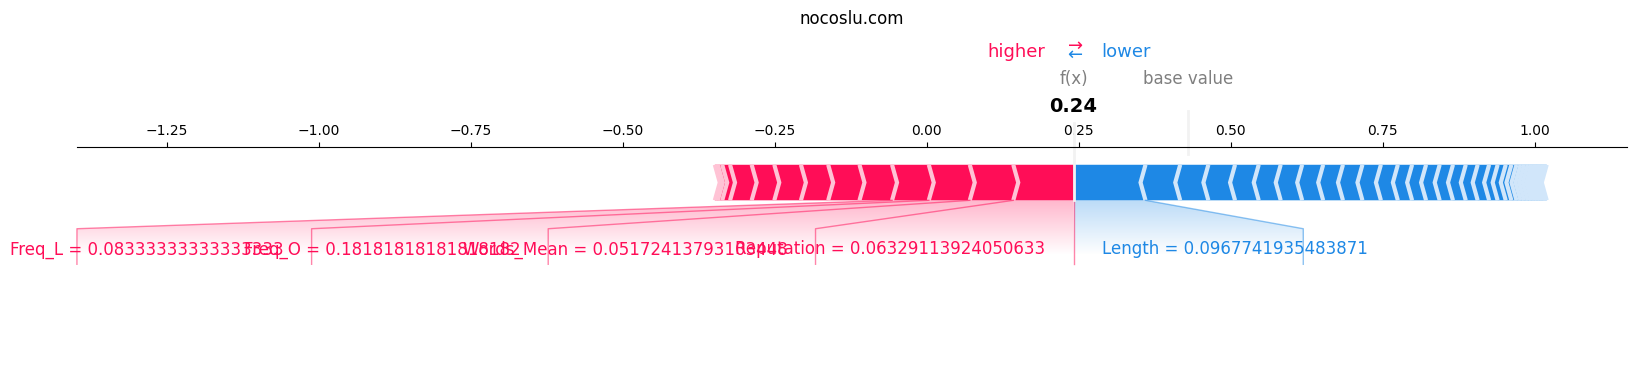 nocoslu.com
higher ⇄ lower
f(x) base value
0.24
−1.25 −1.00 −0.75 −0.50 −0.25 0.00 0.25 0.50 0.75 1.00
Freq_L = 0.08333333333333333 Freq_O = 0.18181818181818182 Words_Mean = 0.05172413793103448 Reputation = 0.06329113924050633 Length = 0.0967741935483871